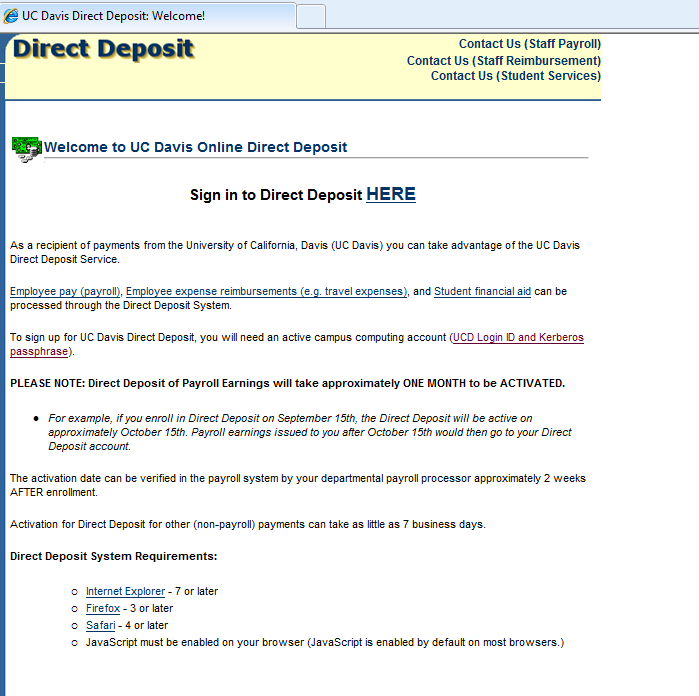 UC Davis Direct Deposit: Welcome!
Direct Deposit
Contact Us (Staff Payroll)
Contact Us (Staff Reimbursement)
Contact Us (Student Services)
Welcome to UC Davis Online Direct Deposit
Sign in to Direct Deposit HERE
As a recipient of payments from the University of California, Davis (UC Davis) you can take advantage of the UC Davis
Direct Deposit Service.
Employee pay (payroll), Employee expense reimbursements (e.g. travel expenses), and Student financial aid can be
processed through the Direct Deposit System.
To sign up for UC Davis Direct Deposit, you will need an active campus computing account (UCD Login ID and Kerberos
passphrase).
PLEASE NOTE: Direct Deposit of Payroll Earnings will take approximately ONE MONTH to be ACTIVATED.
• For example, if you enroll in Direct Deposit on September 15th, the Direct Deposit will be active on
approximately October 15th. Payroll earnings issued to you after October 15th would then go to your Direct
Deposit account.
The activation date can be verified in the payroll system by your departmental payroll processor approximately 2 weeks
AFTER enrollment.
Activation for Direct Deposit for other (non-payroll) payments can take as little as 7 business days.
Direct Deposit System Requirements:
○ Internet Explorer - 7 or later
○ Firefox - 3 or later
○ Safari - 4 or later
○ JavaScript must be enabled on your browser (JavaScript is enabled by default on most browsers.)